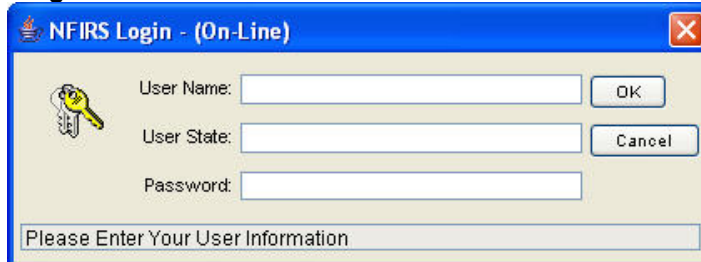 NFIRS Login - (On-Line)
User Name:
OK
User State:
Cancel
Password:
Please Enter Your User Information